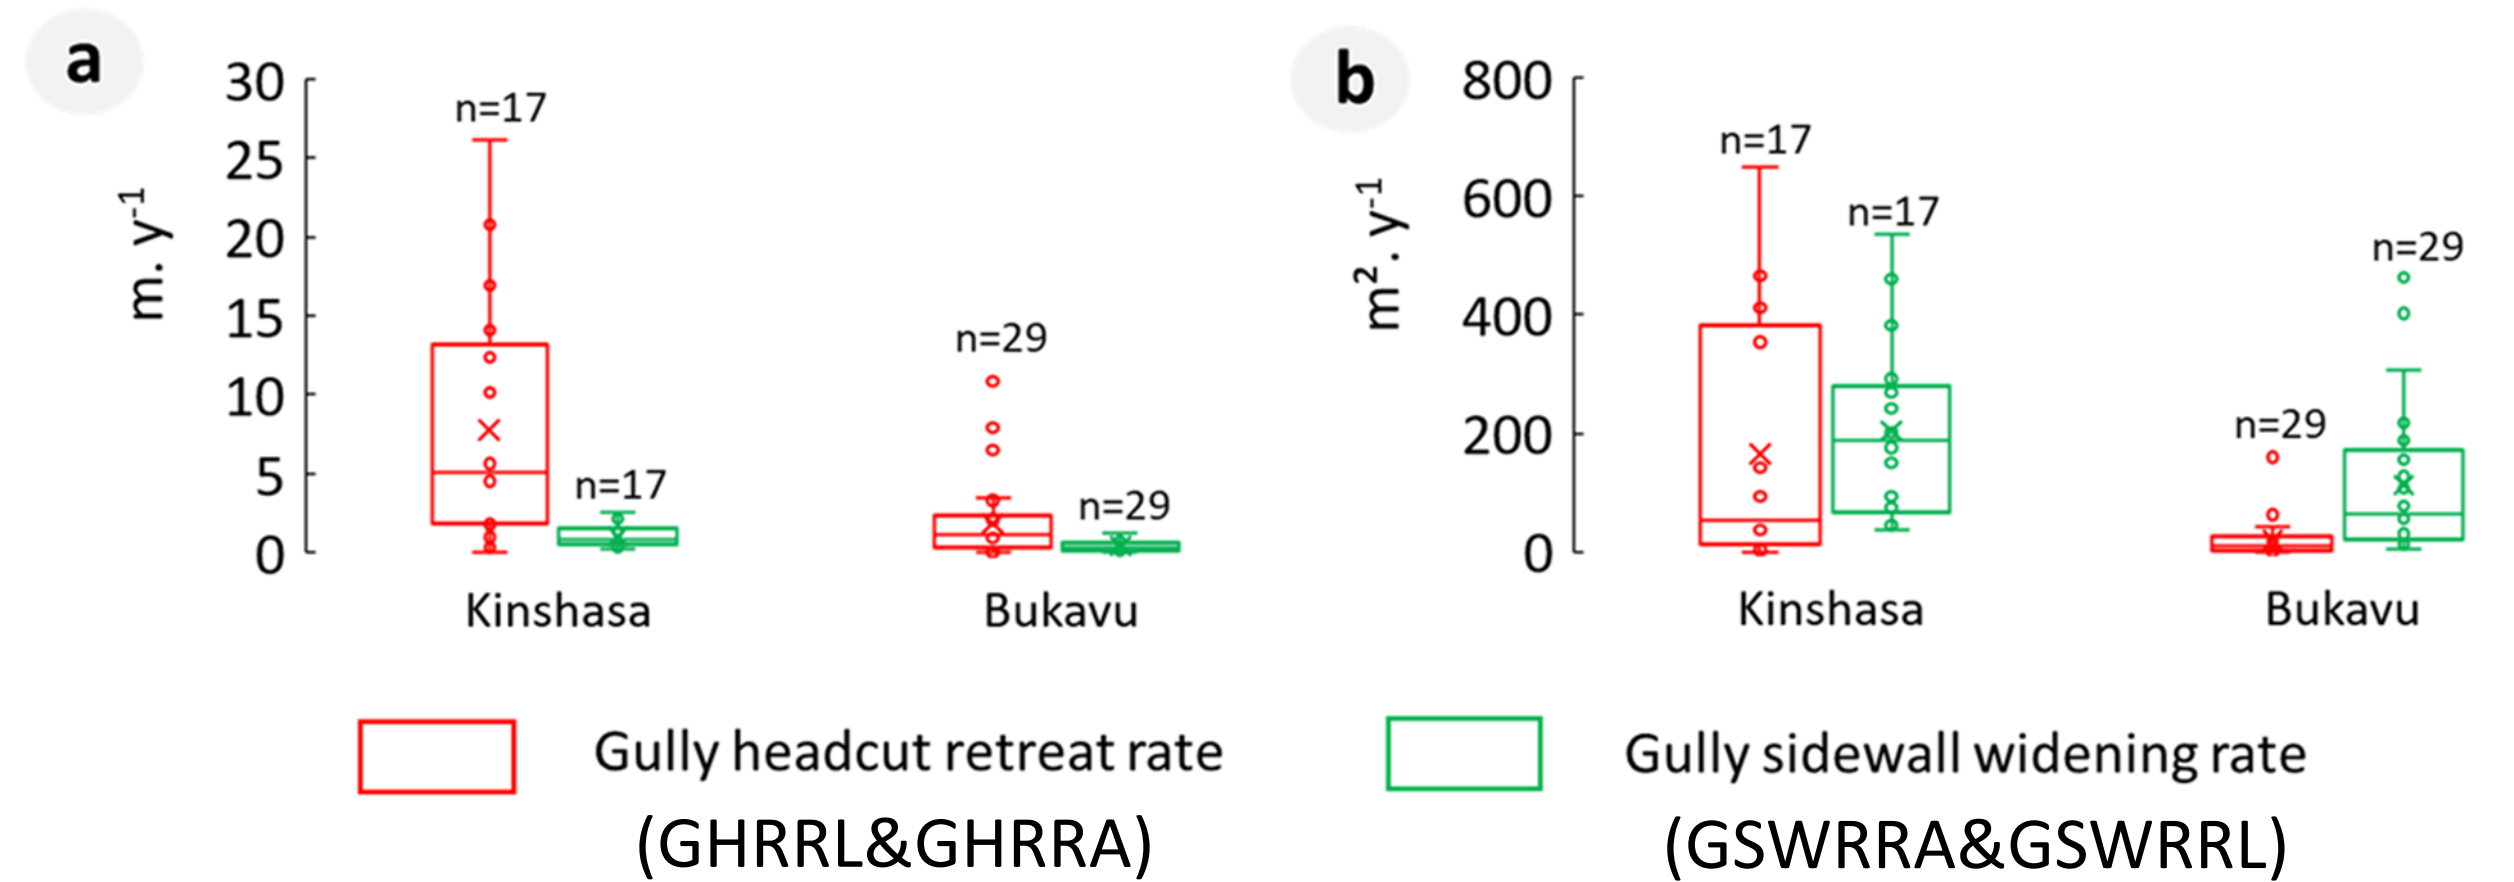 a
30
25
20
15
10
5
0
m. y-1
n=17
n=17
n=29
n=29
Kinshasa
Bukavu
b
800
600
400
200
0
m². y-1
n=17
n=17
n=29
n=29
Kinshasa
Bukavu
Gully headcut retreat rate
(GHRRL&GHRRA)
Gully sidewall widening rate
(GSWRRA&GSWRRL)